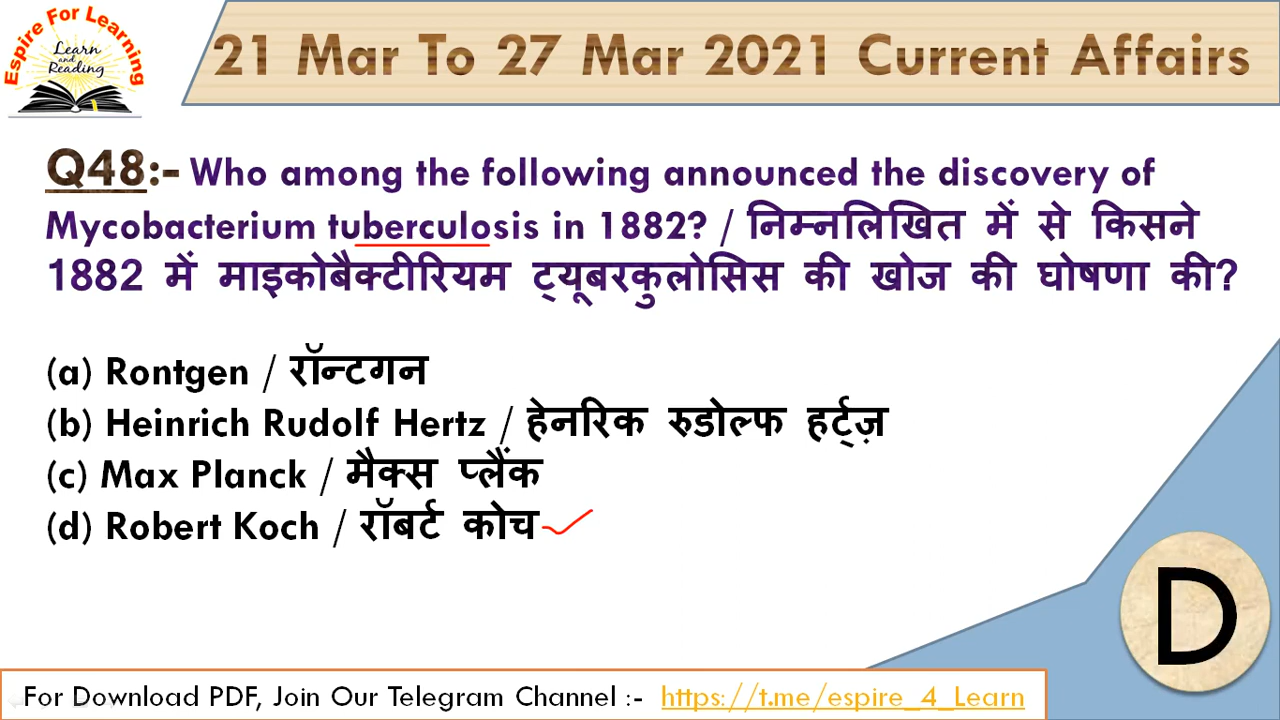 Espire For Learning
Learn
and
Reading
21 Mar To 27 Mar 2021 Current Affairs
Q48:- Who among the following announced the discovery of
Mycobacterium tuberculosis in 1882? / निम्नलिखित में से किसने
1882 में माइकोबैक्टीरियम ट्यूबरकुलोसिस की खोज की घोषणा की?
(a) Rontgen / रॉन्टगन
(b) Heinrich Rudolf Hertz / हेनरिक रुडोल्फ हर्ट्ज़
(c) Max Planck / मैक्स प्लैंक
(d) Robert Koch / रॉबर्ट कोच
D
For Download PDF, Join Our Telegram Channel :- https://t.me/espire_4_Learn